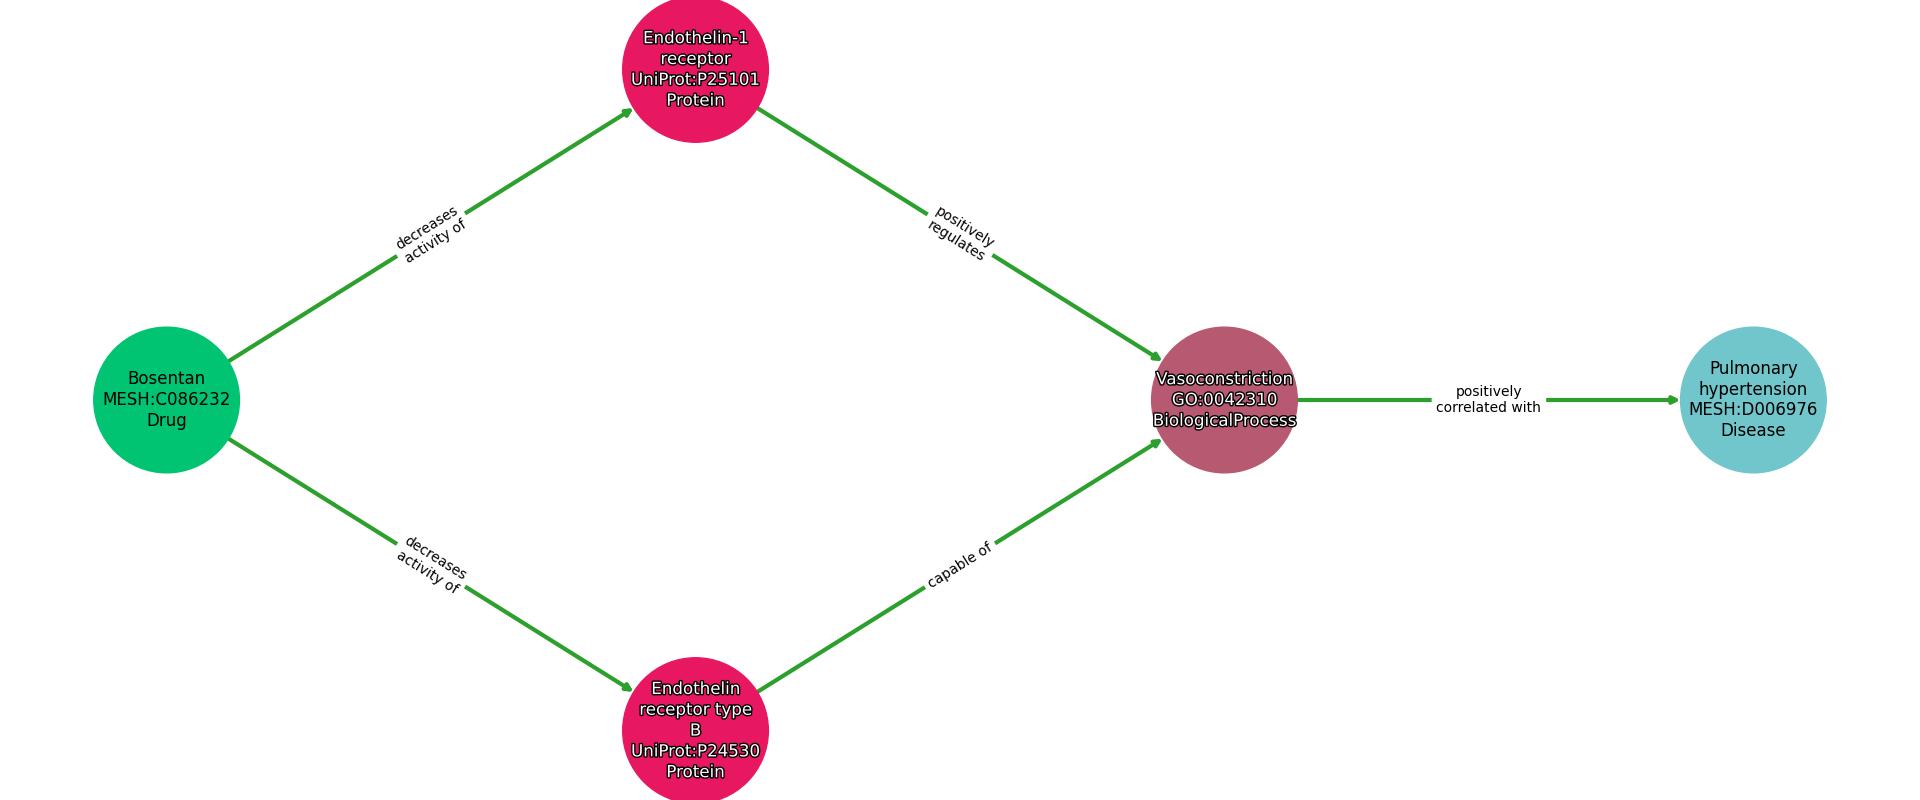 Endothelin-1
receptor
UniProt:P25101
Protein
decreases
activity of
positively
regulates
Bosentan
MESH:C086232
Drug
Vasoconstriction
GO:0042310
BiologicalProcess
positively
correlated with
Pulmonary
hypertension
MESH:D006976
Disease
decreases
activity of
capable of
Endothelin
receptor type
B
UniProt:P24530
Protein